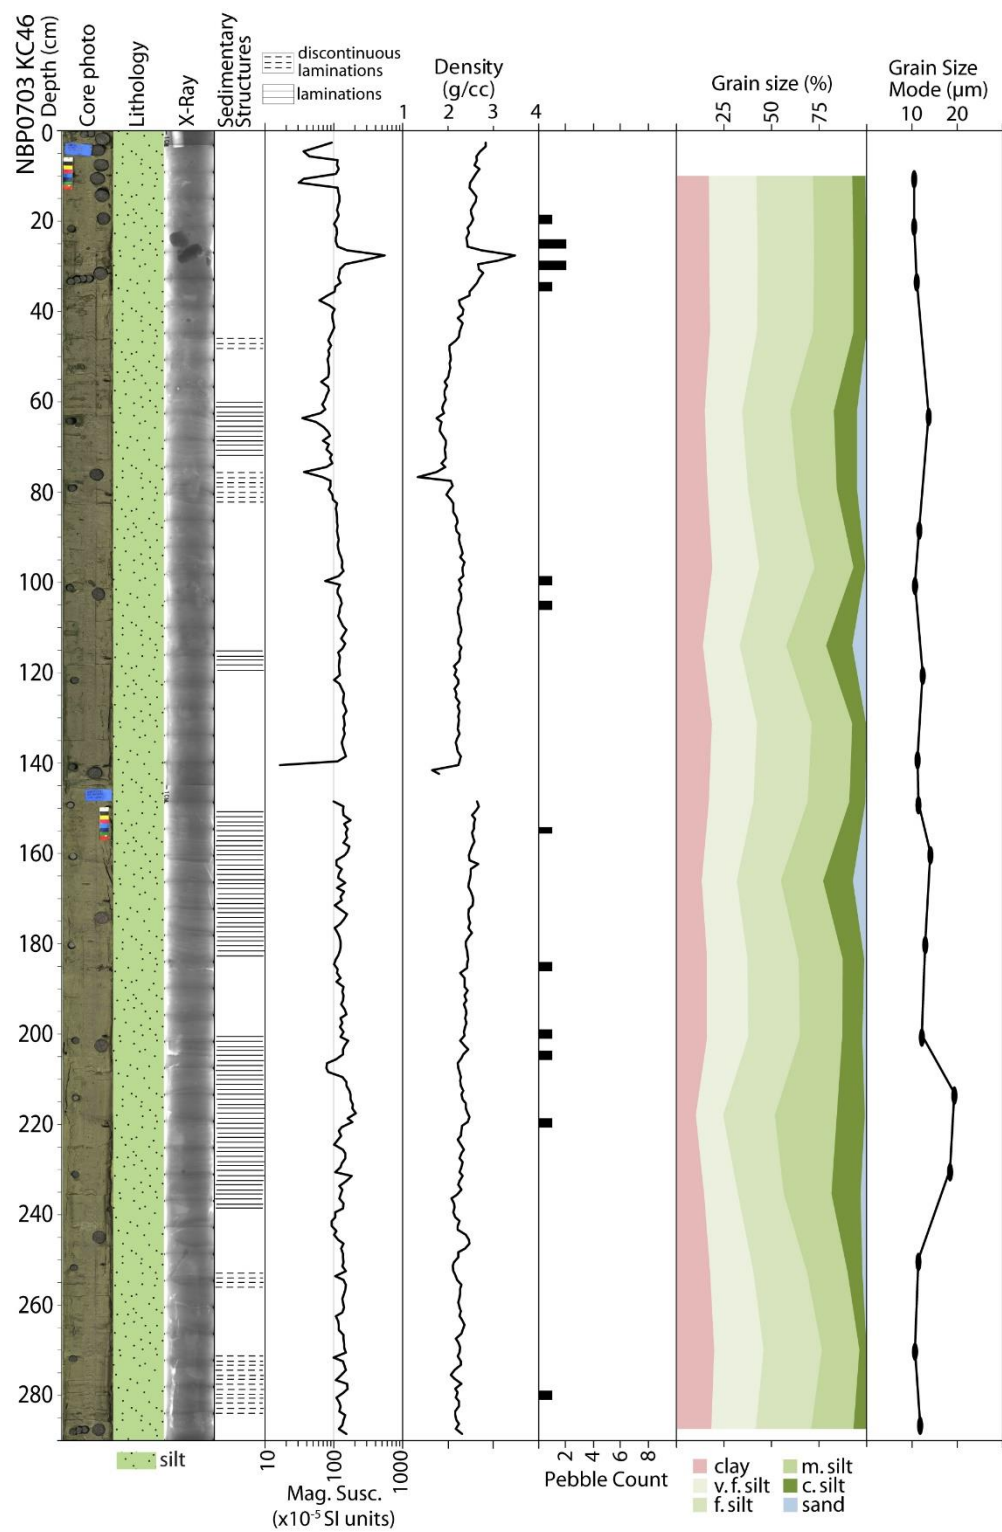 NBP0703 KC46
Depth (cm)
Core photo
Lithology
X-Ray
Sedimentary
Structures
discontinuous
laminations
laminations
Density
(g/cc)
1 2 3 4
Grain size (%)
25 50 75
Grain Size
Mode (µm)
10 20
0
20
40
60
80
100
120
140
160
180
200
220
240
260
280
silt
10 100 1000
Mag. Susc.
(x10⁻⁵ SI units)
2 4 6 8
Pebble Count
clay
v. f. silt
f. silt
m. silt
c. silt
sand